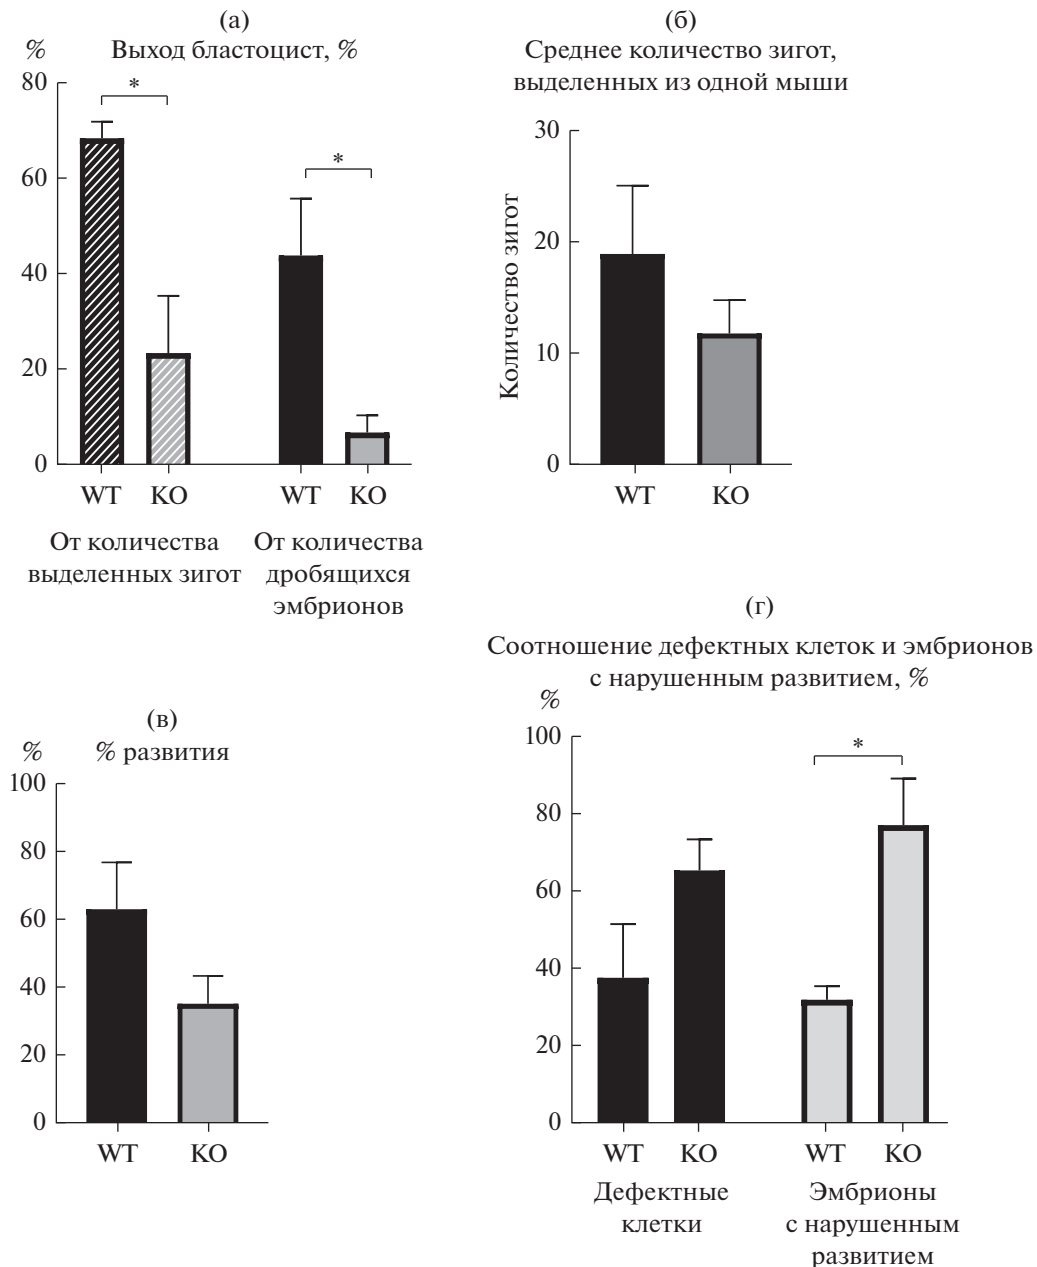 (а)
%
Выход бластоцист, %
80
60
40
20
0
*
*
WT
KO
WT
KO
От количества
выделенных зигот
От количества
дробящихся
эмбрионов
(б)
Среднее количество зигот,
выделенных из одной мыши
Количество зигот
30
20
10
0
WT
KO
(в)
%
% развития
100
80
60
40
20
0
WT
KO
(г)
Соотношение дефектных клеток и эмбрионов
с нарушенным развитием, %
%
100
80
60
40
20
0
*
WT
KO
WT
KO
Дефектные
клетки
Эмбрионы
с нарушенным
развитием